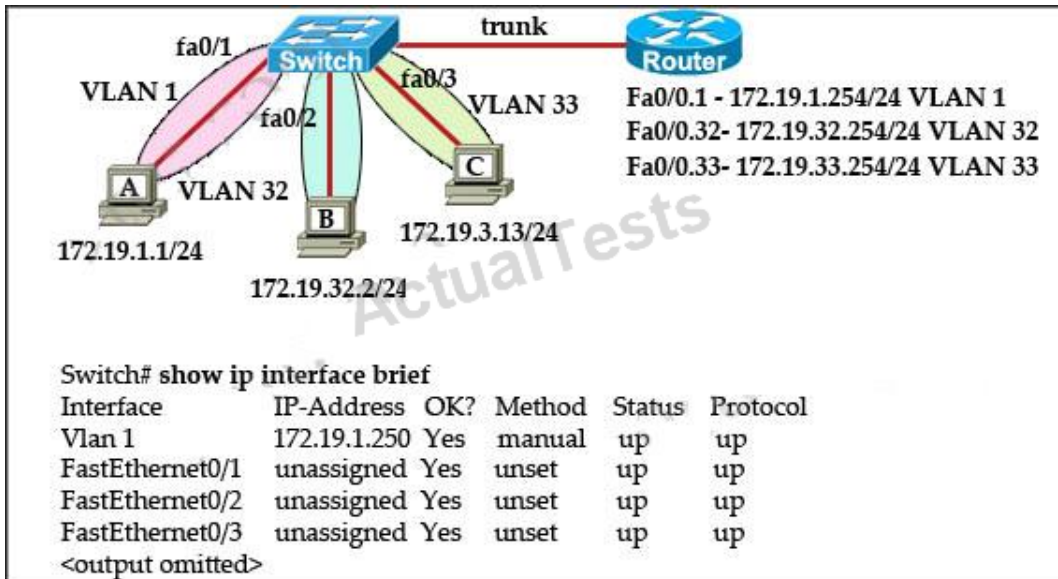 trunk
fa0/1
Switch
Router
fa0/3
VLAN 1
VLAN 33
fa0/2
Fa0/0.1 - 172.19.1.254/24 VLAN 1
Fa0/0.32- 172.19.32.254/24 VLAN 32
Fa0/0.33- 172.19.33.254/24 VLAN 33
A
VLAN 32
C
B
172.19.1.1/24
172.19.3.13/24
172.19.32.2/24
ActualTests
Switch# show ip interface brief
Interface IP-Address OK? Method Status Protocol
Vlan 1 172.19.1.250 Yes manual up up
FastEthernet0/1 unassigned Yes unset up up
FastEthernet0/2 unassigned Yes unset up up
FastEthernet0/3 unassigned Yes unset up up
<output omitted>